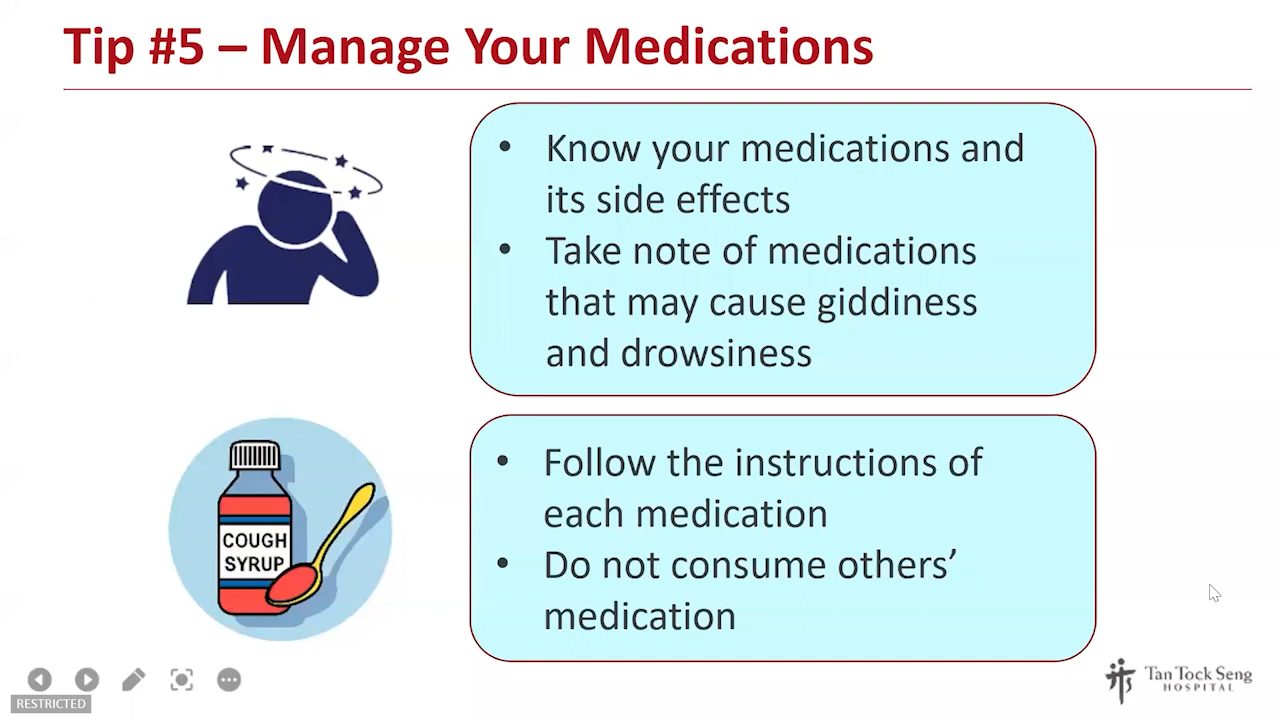 Tip #5 – Manage Your Medications
• Know your medications and
its side effects
• Take note of medications
that may cause giddiness
and drowsiness
COUGH
SYRUP
• Follow the instructions of
each medication
• Do not consume others’
medication
RESTRICTED
Tan Tock Seng
HOSPITAL